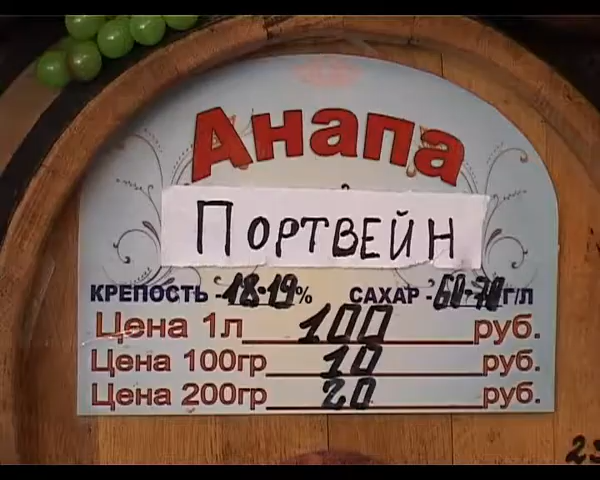 Анапа
ПОРТВЕЙН
КРЕПОСТЬ - 18-19% САХАР - 60-70 г/л
Цена 1л 100 руб.
Цена 100гр 10 руб.
Цена 200гр 20 руб.